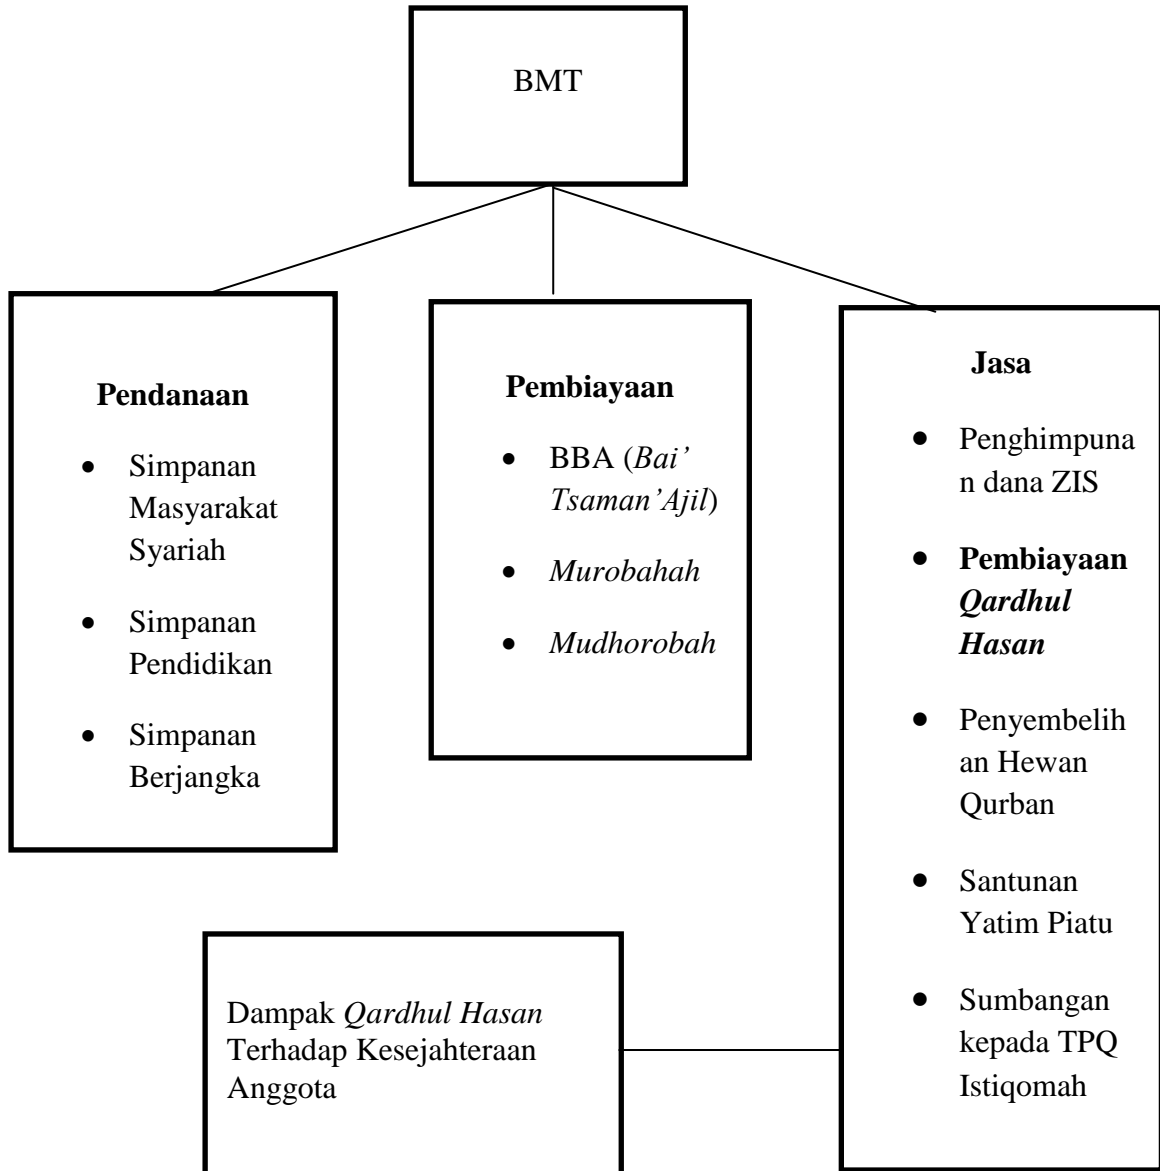 BMT
Pendanaan
• Simpanan
Masyarakat
Syariah
• Simpanan
Pendidikan
• Simpanan
Berjangka
Pembiayaan
• BBA (Bai’
Tsaman’Ajil)
• Murobahah
• Mudhorobah
Jasa
• Penghimpuna
n dana ZIS
• Pembiayaan
Qardhul
Hasan
• Penyembelih
an Hewan
Qurban
• Santunan
Yatim Piatu
• Sumbangan
kepada TPQ
Istiqomah
Dampak Qardhul Hasan
Terhadap Kesejahteraan
Anggota